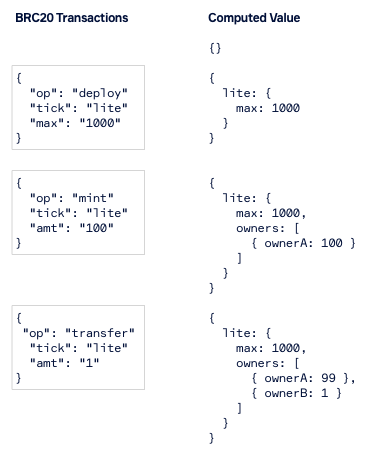 BRC20 Transactions
Computed Value
{}
{
"op": "deploy"
"tick": "lite"
"max": "1000"
}
{
lite: {
max: 1000
}
}
{
"op": "mint"
"tick": "lite"
"amt": "100"
}
{
lite: {
max: 1000,
owners: [
{ ownerA: 100 }
]
}
}
{
"op": "transfer"
"tick": "lite"
"amt": "1"
}
{
lite: {
max: 1000,
owners: [
{ ownerA: 99 },
{ ownerB: 1 }
]
}
}